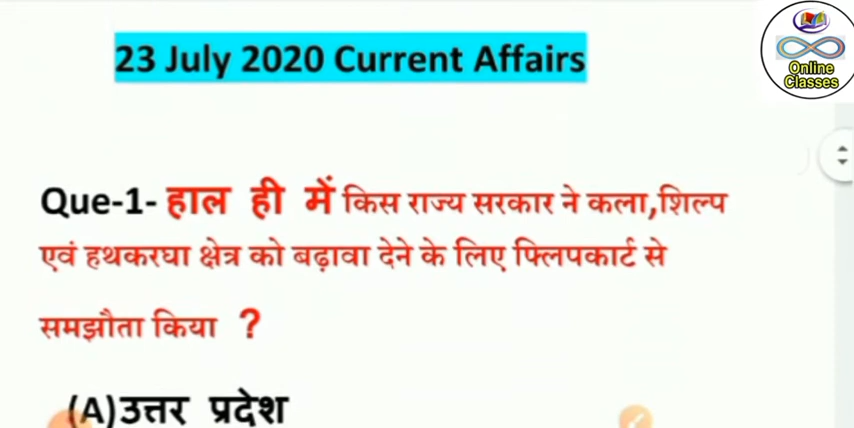 23 July 2020 Current Affairs
Online
Classes
Que-1- हाल ही में किस राज्य सरकार ने कला,शिल्प
एवं हथकरघा क्षेत्र को बढ़ावा देने के लिए फ्लिपकार्ट से
समझौता किया ?
(A)उत्तर प्रदेश